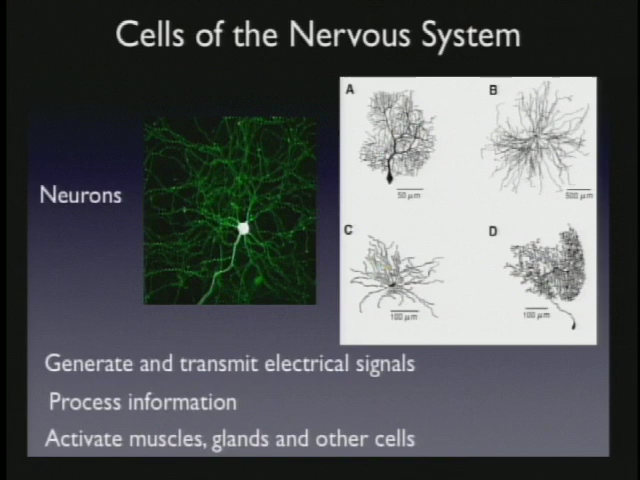 Cells of the Nervous System
Neurons
A
B
50 μm
500 μm
C
D
100 μm
100 μm
Generate and transmit electrical signals
Process information
Activate muscles, glands and other cells